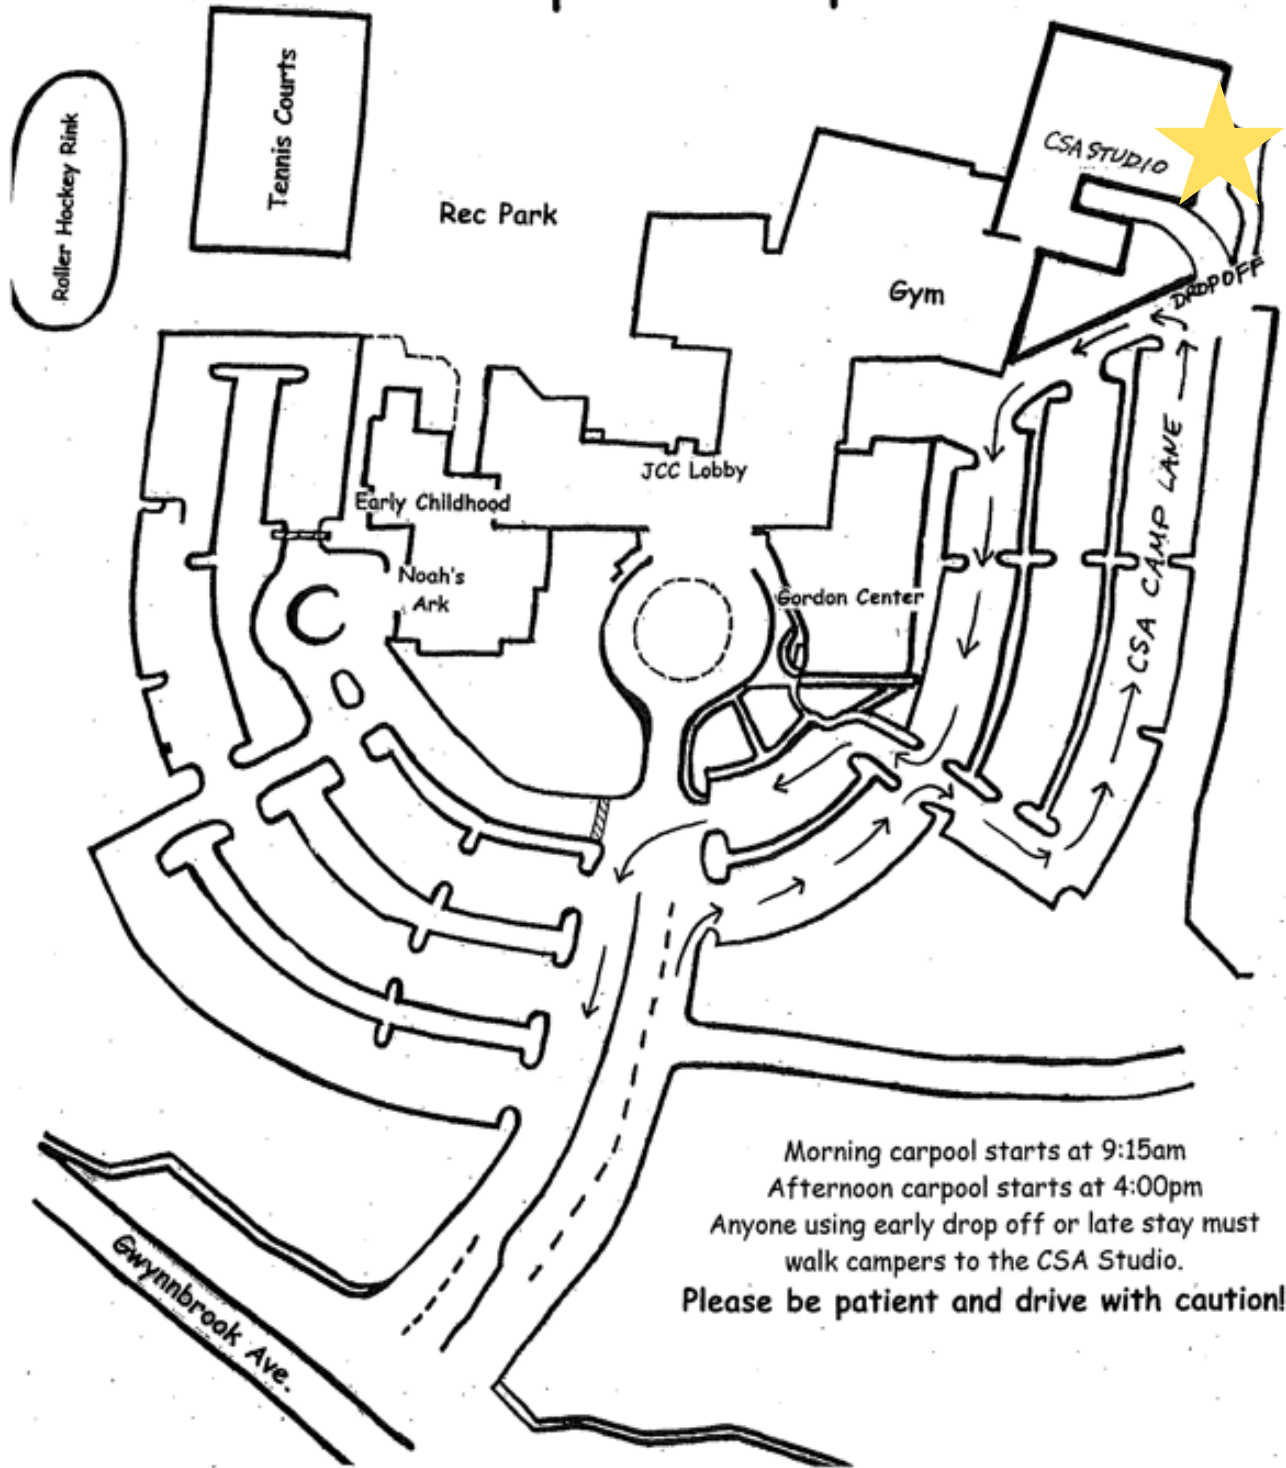 Tennis Courts
Roller Hockey Rink
Rec Park
CSA STUDIO
Gym
DROP OFF
JCC Lobby
Early Childhood
Noah's
Ark
Gordon Center
CSA CAMP LANE
Morning carpool starts at 9:15am
Afternoon carpool starts at 4:00pm
Anyone using early drop off or late stay must
walk campers to the CSA Studio.
Please be patient and drive with caution!
Gwynnbrook Ave.